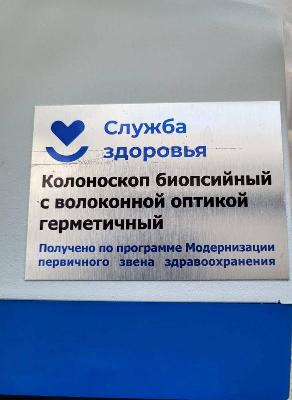 Служба
здоровья
Колоноскоп биопсийный
с волоконной оптикой
герметичный
Получено по программе Модернизации
первичного звена здравоохранения